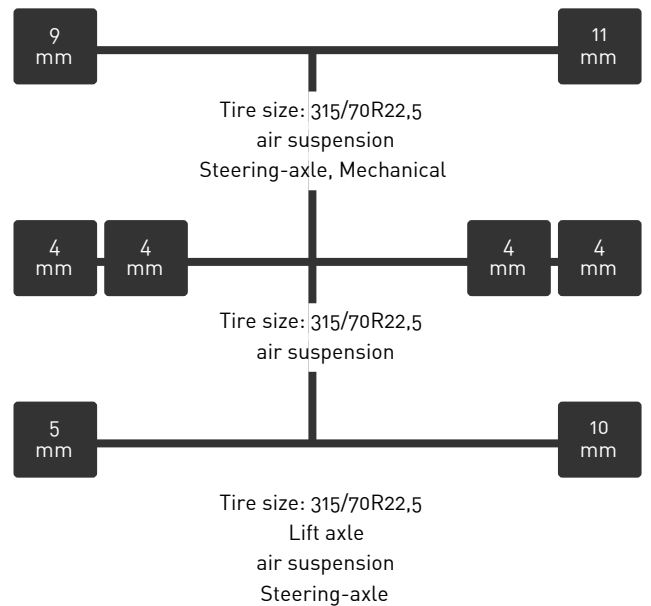 9
mm
11
mm
Tire size: 315/70R22,5
air suspension
Steering-axle, Mechanical
4
mm
4
mm
4
mm
4
mm
Tire size: 315/70R22,5
air suspension
5
mm
10
mm
Tire size: 315/70R22,5
Lift axle
air suspension
Steering-axle